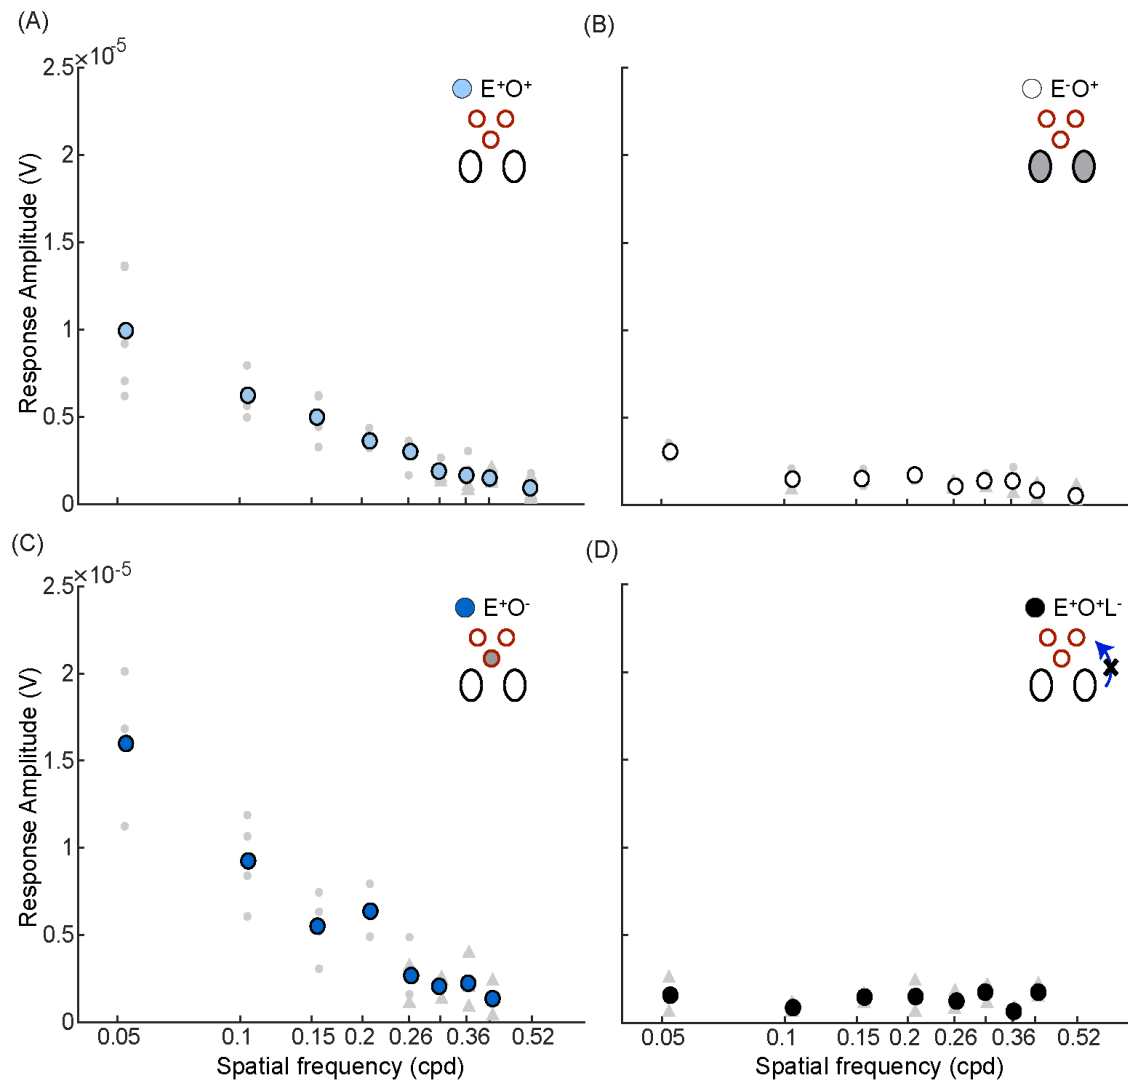 (A)
(B)
×10⁻⁵
2.5
2
1.5
1
0.5
0
Response Amplitude (V)
E⁺O⁺
E⁻O⁺
(C)
(D)
×10⁻⁵
2.5
2
1.5
1
0.5
0
Response Amplitude (V)
E⁺O⁻
E⁺O⁺L⁻
0.05 0.1 0.15 0.2 0.26 0.36 0.52
0.05 0.1 0.15 0.2 0.26 0.36 0.52
Spatial frequency (cpd)
Spatial frequency (cpd)